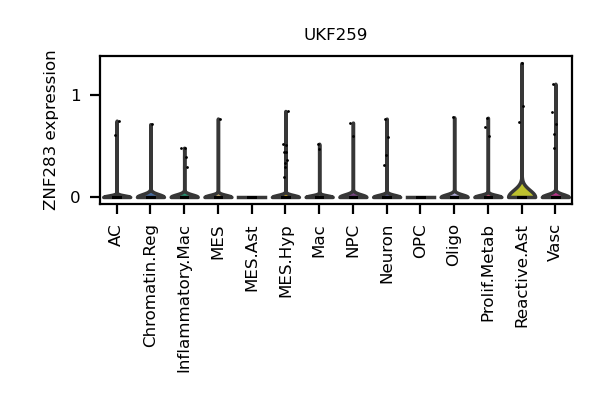 UKF259
ZNF283 expression
1
0
AC
Chromatin.Reg
Inflammatory.Mac
MES
MES.Ast
MES.Hyp
Mac
NPC
Neuron
OPC
Oligo
Prolif.Metab
Reactive.Ast
Vasc